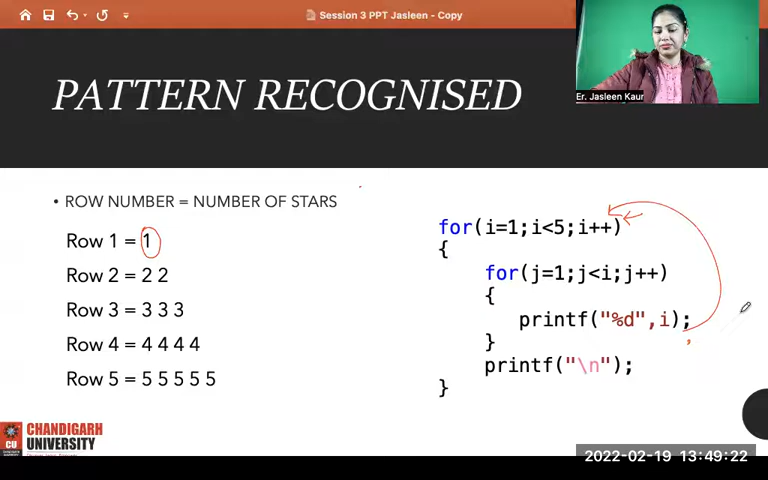 Session 3 PPT Jasleen - Copy
PATTERN RECOGNISED
Er. Jasleen Kaur
• ROW NUMBER = NUMBER OF STARS
Row 1 = 1
Row 2 = 2 2
Row 3 = 3 3 3
Row 4 = 4 4 4 4
Row 5 = 5 5 5 5 5
for(i=1;i<5;i++)
{
for(j=1;j<i;j++)
{
printf("%d",i);
}
printf("\n");
}
CU
CHANDIGARH
UNIVERSITY
2022-02-19 13:49:22